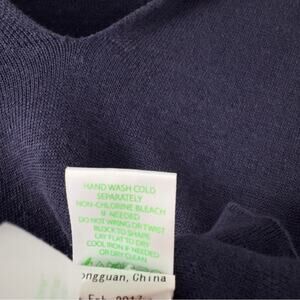 HAND WASH COLD
SEPARATELY
NON-CHLORINE BLEACH
IF NEEDED
DO NOT WRING OR TWIST
BLOCK TO SHAPE
LAY FLAT TO DRY
COOL IRON IF NEEDED
OR DRY CLEAN
ongguan, China